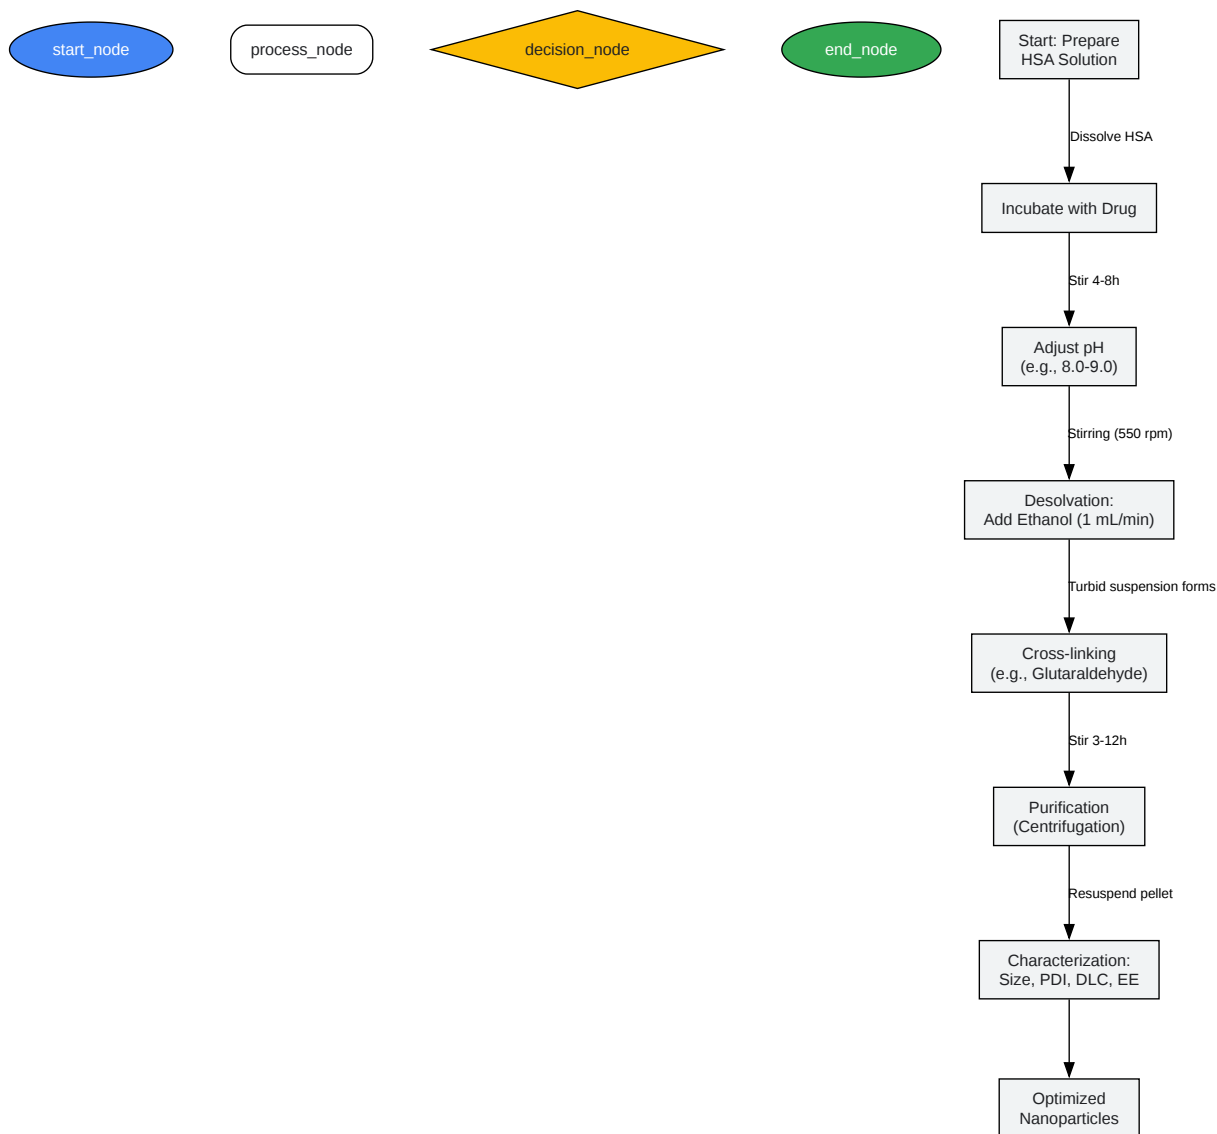 start_node
process_node
decision_node
end_node
Start: Prepare
HSA Solution
Dissolve HSA
Incubate with Drug
Stir 4-8h
Adjust pH
(e.g., 8.0-9.0)
Stirring (550 rpm)
Desolvation:
Add Ethanol (1 mL/min)
Turbid suspension forms
Cross-linking
(e.g., Glutaraldehyde)
Stir 3-12h
Purification
(Centrifugation)
Resuspend pellet
Characterization:
Size, PDI, DLC, EE
Optimized
Nanoparticles